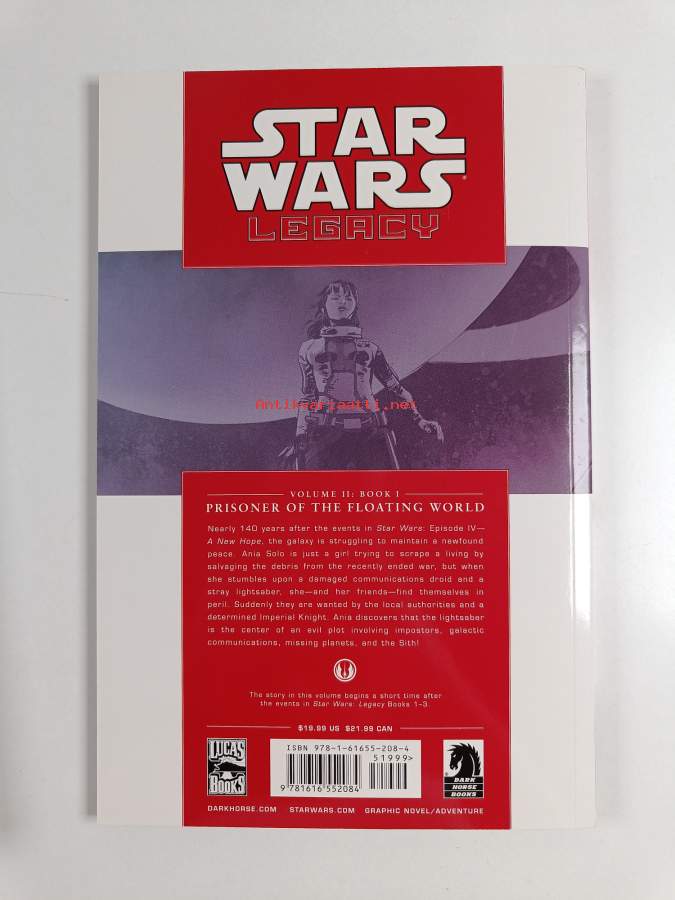 STAR
WARS®
LEGACY
Antikvariaatti.net
VOLUME II: BOOK I
PRISONER OF THE FLOATING WORLD
Nearly 140 years after the events in Star Wars: Episode IV—
A New Hope, the galaxy is struggling to maintain a newfound
peace. Ania Solo is just a girl trying to scrape a living by
salvaging the debris from the recently ended war, but when
she stumbles upon a damaged communications droid and a
stray lightsaber, she—and her friends—find themselves in
peril. Suddenly they are wanted by the local authorities and a
determined Imperial Knight. Ania discovers that the lightsaber
is the center of an evil plot involving impostors, galactic
communications, missing planets, and the Sith!
The story in this volume begins a short time after
the events in Star Wars: Legacy Books 1–3.
$19.99 US $21.99 CAN
LUCAS
BOOKS
ISBN 978-1-61655-208-4
51999>
9 781616 552084
DARK
HORSE
BOOKS
DARKHORSE.COM STARWARS.COM GRAPHIC NOVEL/ADVENTURE